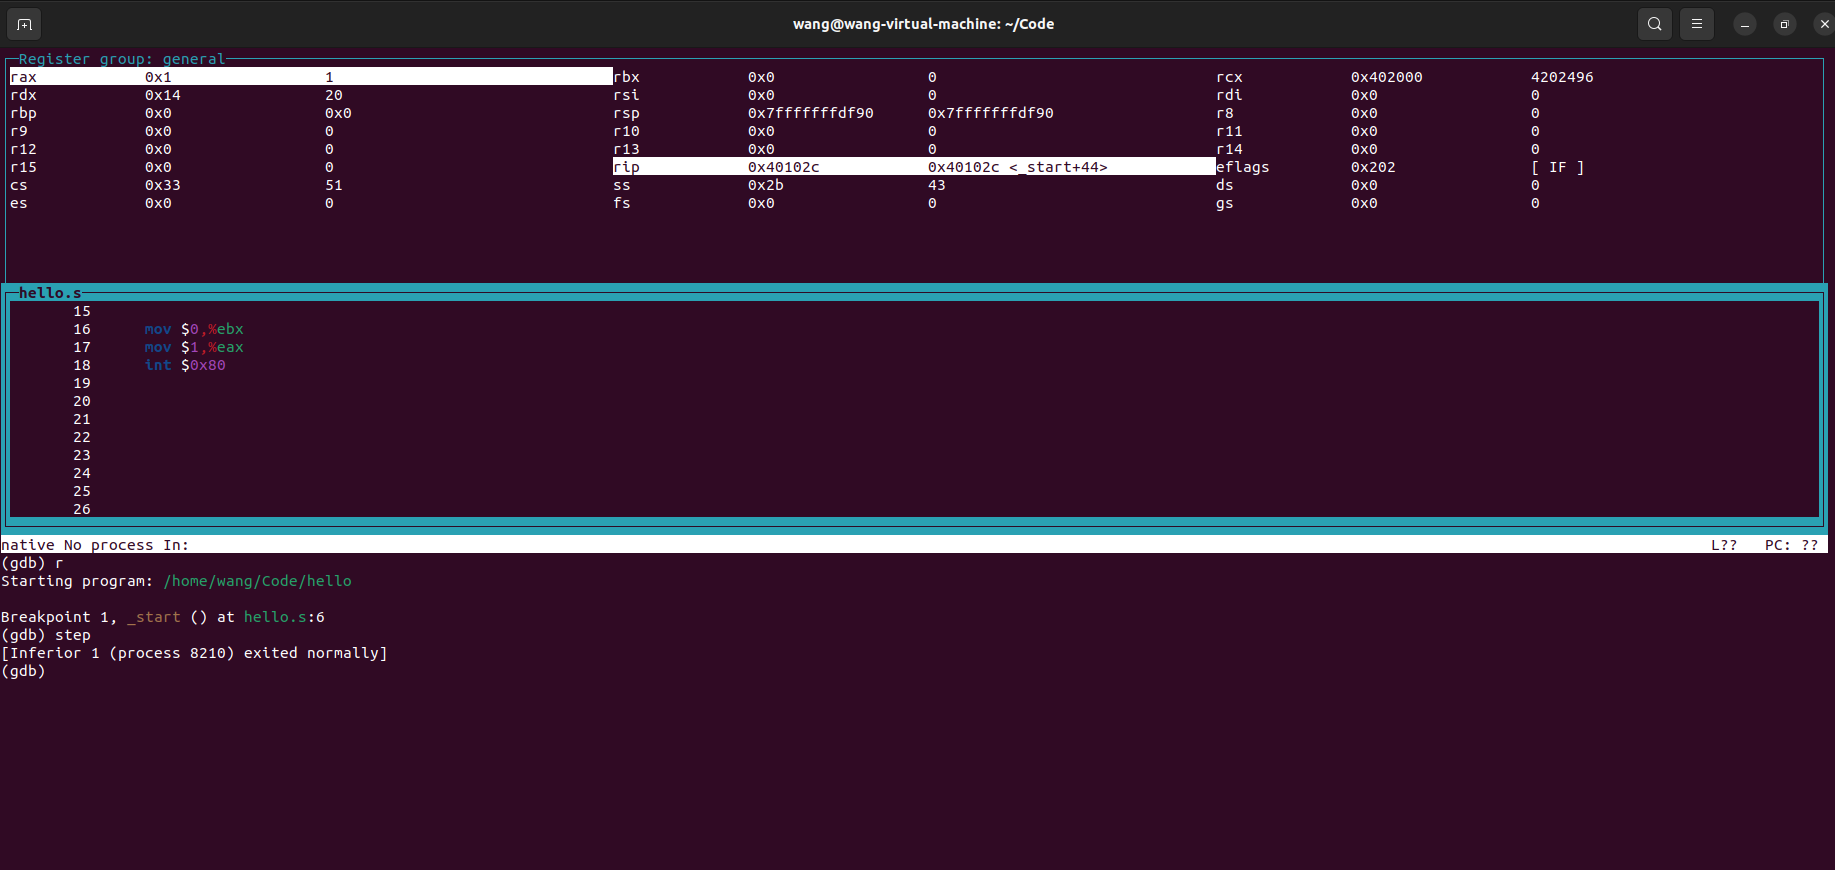 wang@wang-virtual-machine: ~/Code
Register group: general
rax 0x1 1 rbx 0x0 0 rcx 0x402000 4202496
rdx 0x14 20 rsi 0x0 0 rdi 0x0 0
rbp 0x0 0x0 rsp 0x7fffffffdf90 0x7fffffffdf90 r8 0x0 0
r9 0x0 0 r10 0x0 0 r11 0x0 0
r12 0x0 0 r13 0x0 0 r14 0x0 0
r15 0x0 0 rip 0x40102c 0x40102c <_start+44> eflags 0x202 [ IF ]
cs 0x33 51 ss 0x2b 43 ds 0x0 0
es 0x0 0 fs 0x0 0 gs 0x0 0
hello.s
15
16 mov $0,%ebx
17 mov $1,%eax
18 int $0x80
19
20
21
22
23
24
25
26
native No process In: L?? PC: ??
(gdb) r
Starting program: /home/wang/Code/hello
Breakpoint 1, _start () at hello.s:6
(gdb) step
[Inferior 1 (process 8210) exited normally]
(gdb)